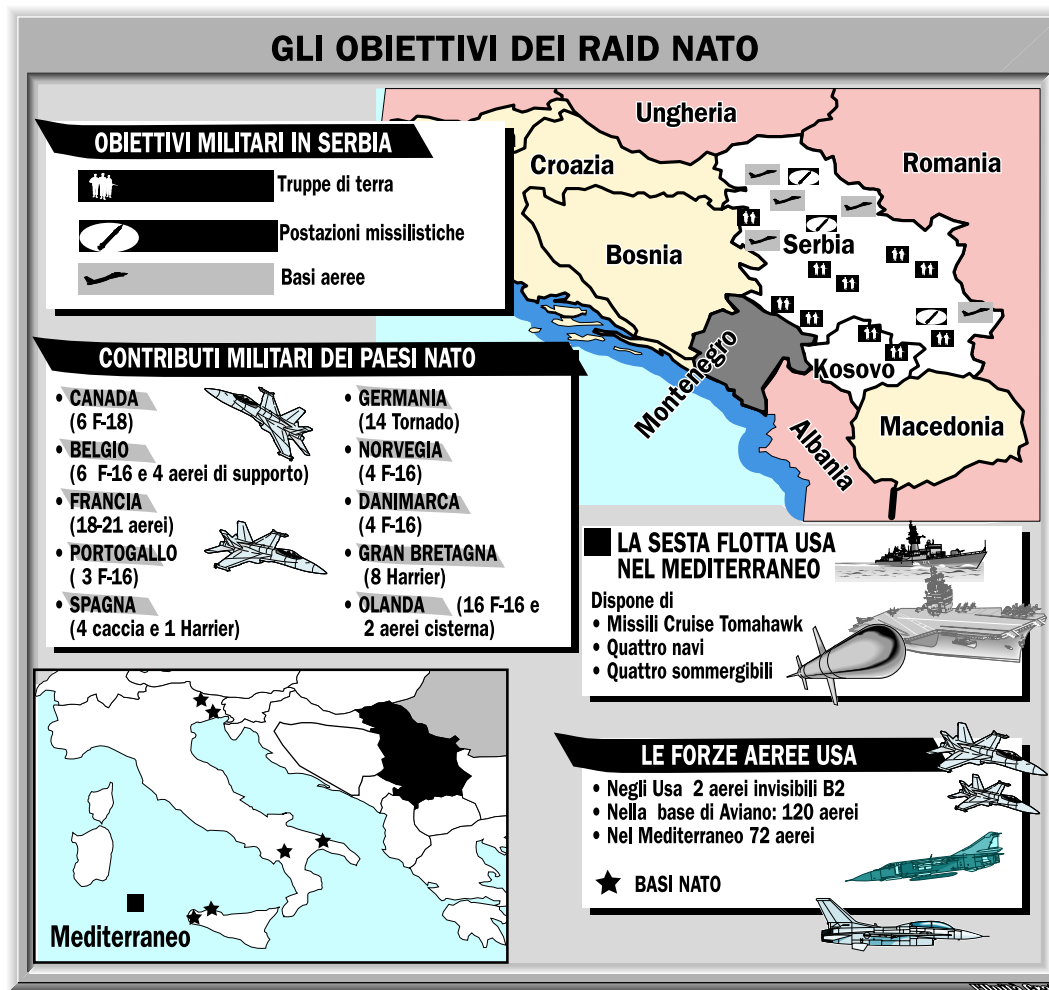 GLI OBIETTIVI DEI RAID NATO
OBIETTIVI MILITARI IN SERBIA
Truppe di terra
Postazioni missilistiche
Basi aeree
Ungheria
Croazia
Romania
Bosnia
Serbia
Montenegro
Kosovo
Albania
Macedonia
CONTRIBUTI MILITARI DEI PAESI NATO
• CANADA
(6 F-18)
• BELGIO
(6 F-16 e 4 aerei di supporto)
• FRANCIA
(18-21 aerei)
• PORTOGALLO
( 3 F-16)
• SPAGNA
(4 caccia e 1 Harrier)
• GERMANIA
(14 Tornado)
• NORVEGIA
(4 F-16)
• DANIMARCA
(4 F-16)
• GRAN BRETAGNA
(8 Harrier)
• OLANDA (16 F-16 e
2 aerei cisterna)
LA SESTA FLOTTA USA
NEL MEDITERRANEO
Dispone di
• Missili Cruise Tomahawk
• Quattro navi
• Quattro sommergibili
Mediterraneo
LE FORZE AEREE USA
• Negli Usa 2 aerei invisibili B2
• Nella base di Aviano: 120 aerei
• Nel Mediterraneo 72 aerei
BASI NATO